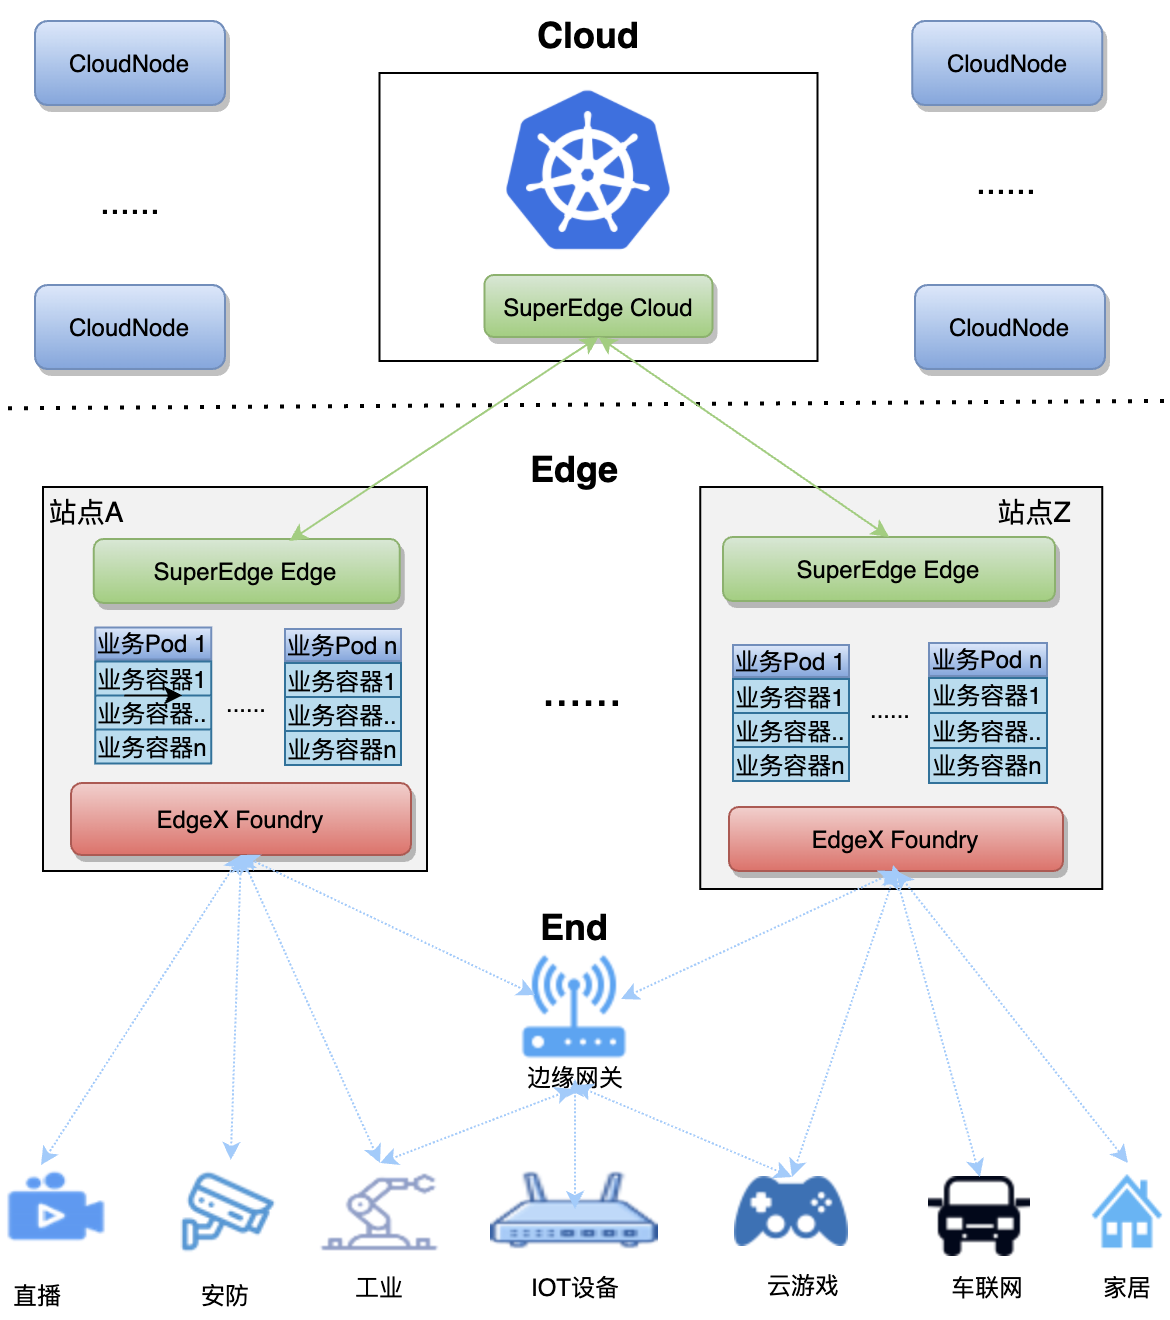 Cloud
CloudNode
CloudNode
......
......
SuperEdge Cloud
CloudNode
CloudNode
Edge
站点A
SuperEdge Edge
业务Pod 1
业务容器1
业务容器..
业务容器n
......
业务Pod n
业务容器1
业务容器..
业务容器n
EdgeX Foundry
......
站点Z
SuperEdge Edge
业务Pod 1
业务容器1
业务容器..
业务容器n
......
业务Pod n
业务容器1
业务容器..
业务容器n
EdgeX Foundry
End
边缘网关
直播
安防
工业
IOT设备
云游戏
车联网
家居